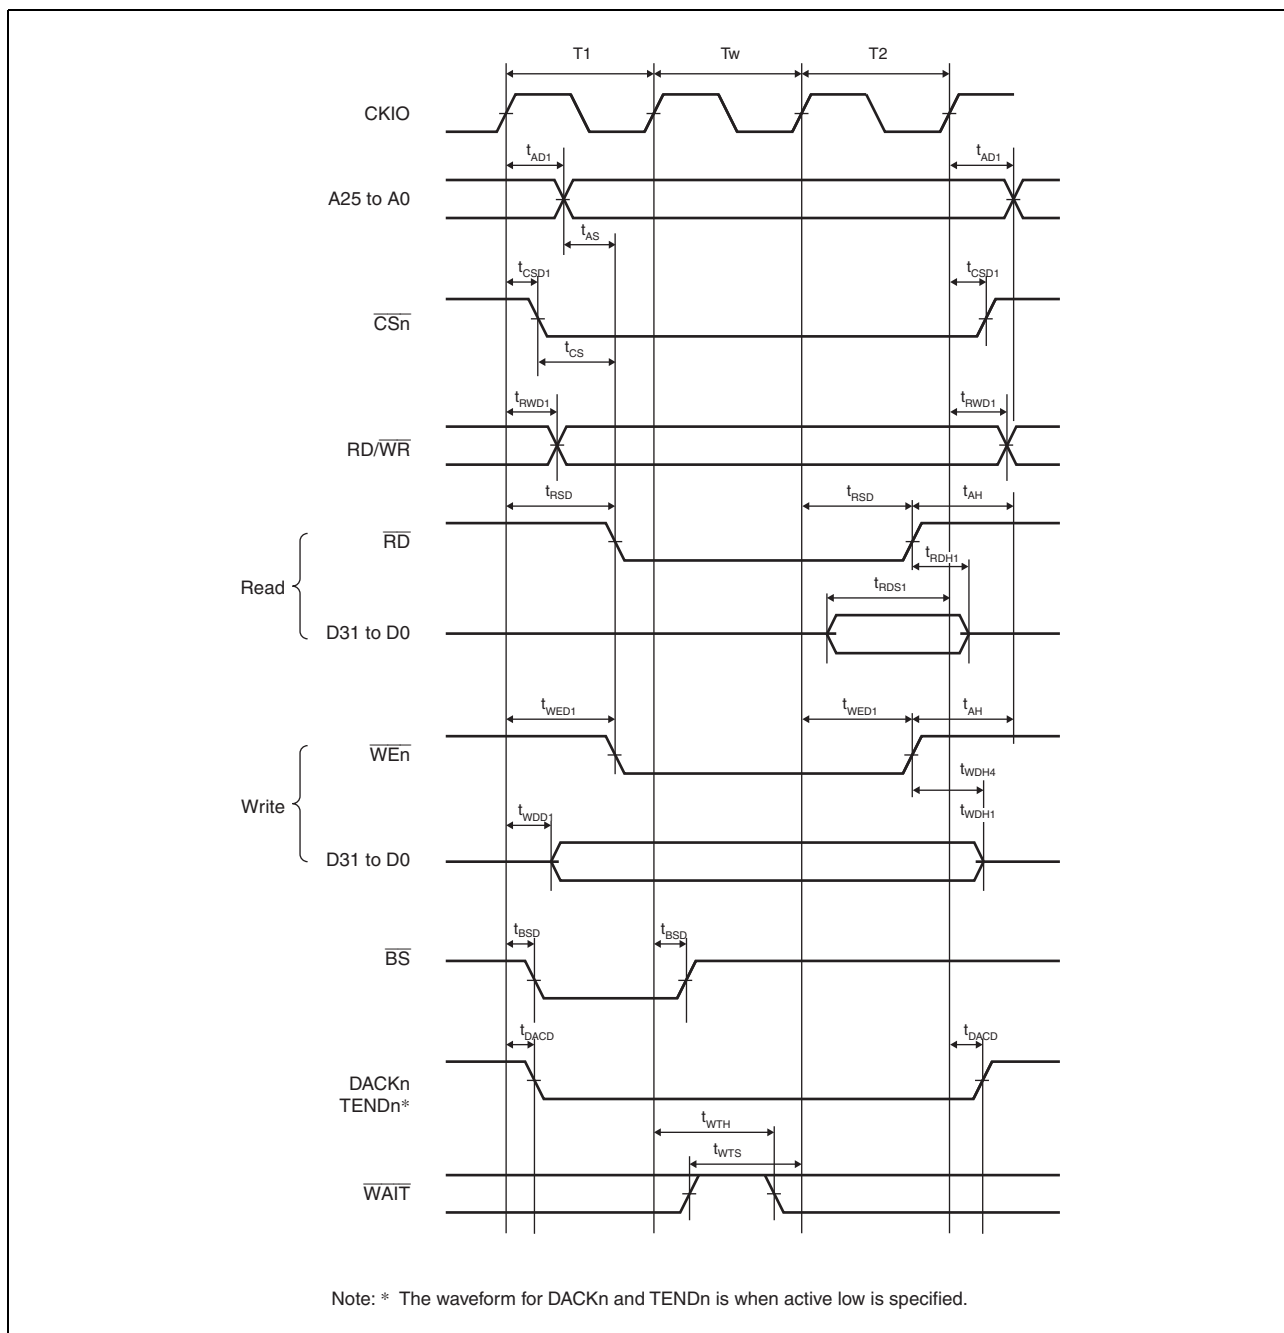 T1 Tw T2
CKIO
tAD1 tAD1
A25 to A0
tAS
tCSD1 tCSD1
CSn
tCS
tRWD1 tRWD1
RD/WR
tRSD tRSD tAH
RD
tRDH1
Read
tRDS1
D31 to D0
tWED1 tWED1 tAH
WEn
tWDH4
Write
tWDD1 tWDH1
D31 to D0
tBSD tBSD
BS
tDACD tDACD
DACKn
TENDn*
tWTH
tWTS
WAIT
Note: * The waveform for DACKn and TENDn is when active low is specified.